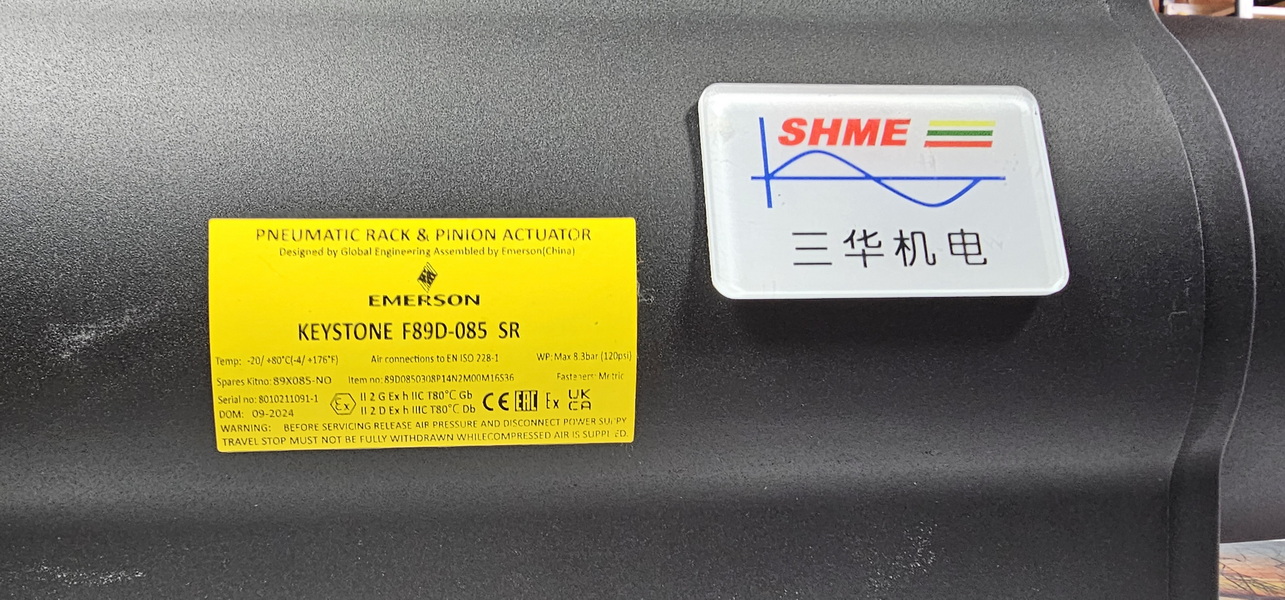 PNEUMATIC RACK & PINION ACTUATOR
Designed by Global Engineering Assembled by Emerson(China)
EMERSON
KEYSTONE F89D-085 SR
Temp: -20/ +80°C(-4/ +176°F) Air connections to EN ISO 228-1 WP: Max 8.3bar (120psi)
Spares Kitno: 89X085-NO Item no: 89D0850308P14N2M00M16S36 Fasteners: Metric
Serial no: 8010211091-1 Ex II 2 G Ex h IIC T80°C Gb CE EAC Ex UK
DOM: 09-2024 II 2 D Ex h IIIC T80°C Db CA
WARNING: BEFORE SERVICING RELEASE AIR PRESSURE AND DISCONNECT POWER SUPPY
TRAVEL STOP MUST NOT BE FULLY WITHDRAWN WHILECOMPRESSED AIR IS SUPPLIED.
SHME
三华机电